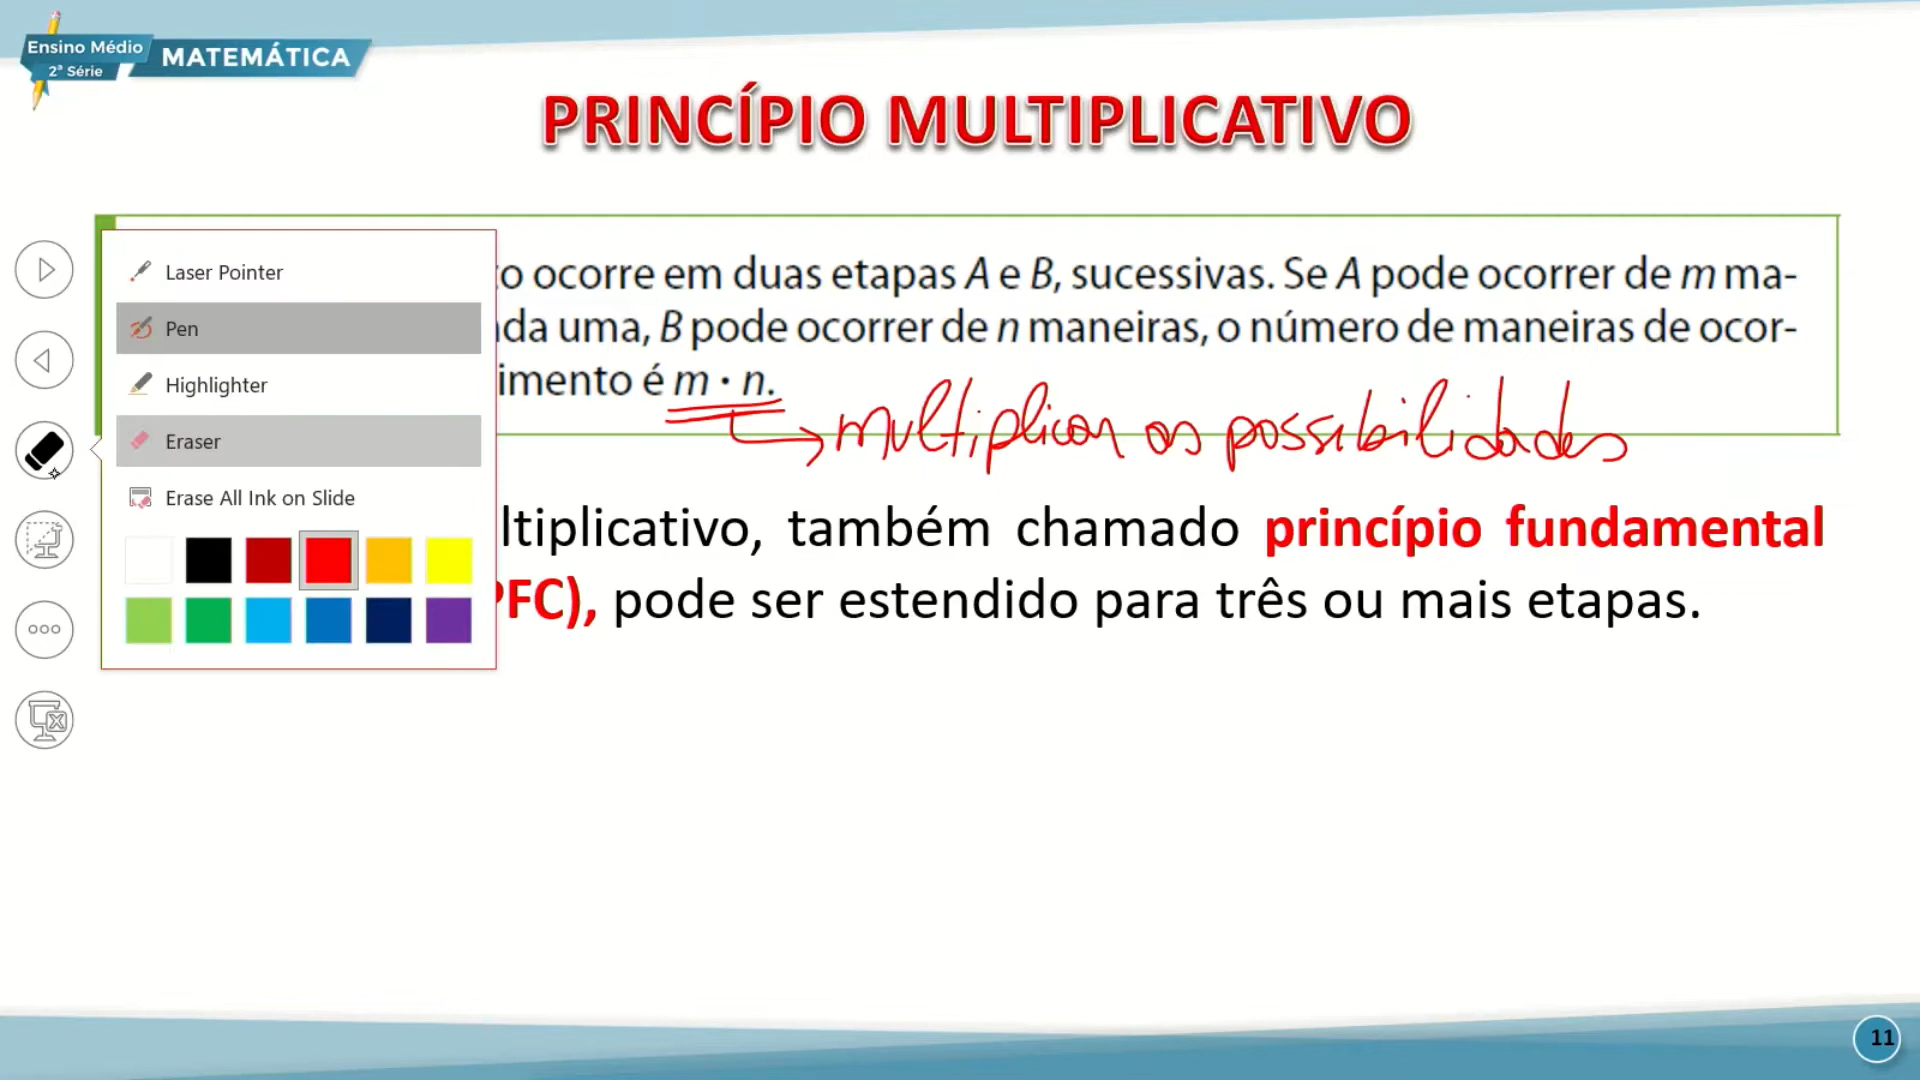 Ensino Médio
2ª Série
MATEMÁTICA
PRINCÍPIO MULTIPLICATIVO
Laser Pointer
Pen
Highlighter
Eraser
Erase All Ink on Slide
o ocorre em duas etapas A e B, sucessivas. Se A pode ocorrer de m ma-
da uma, B pode ocorrer de n maneiras, o número de maneiras de ocor-
imento é m · n.
multiplicar as possibilidades
ltiplicativo, também chamado princípio fundamental
PFC), pode ser estendido para três ou mais etapas.
11